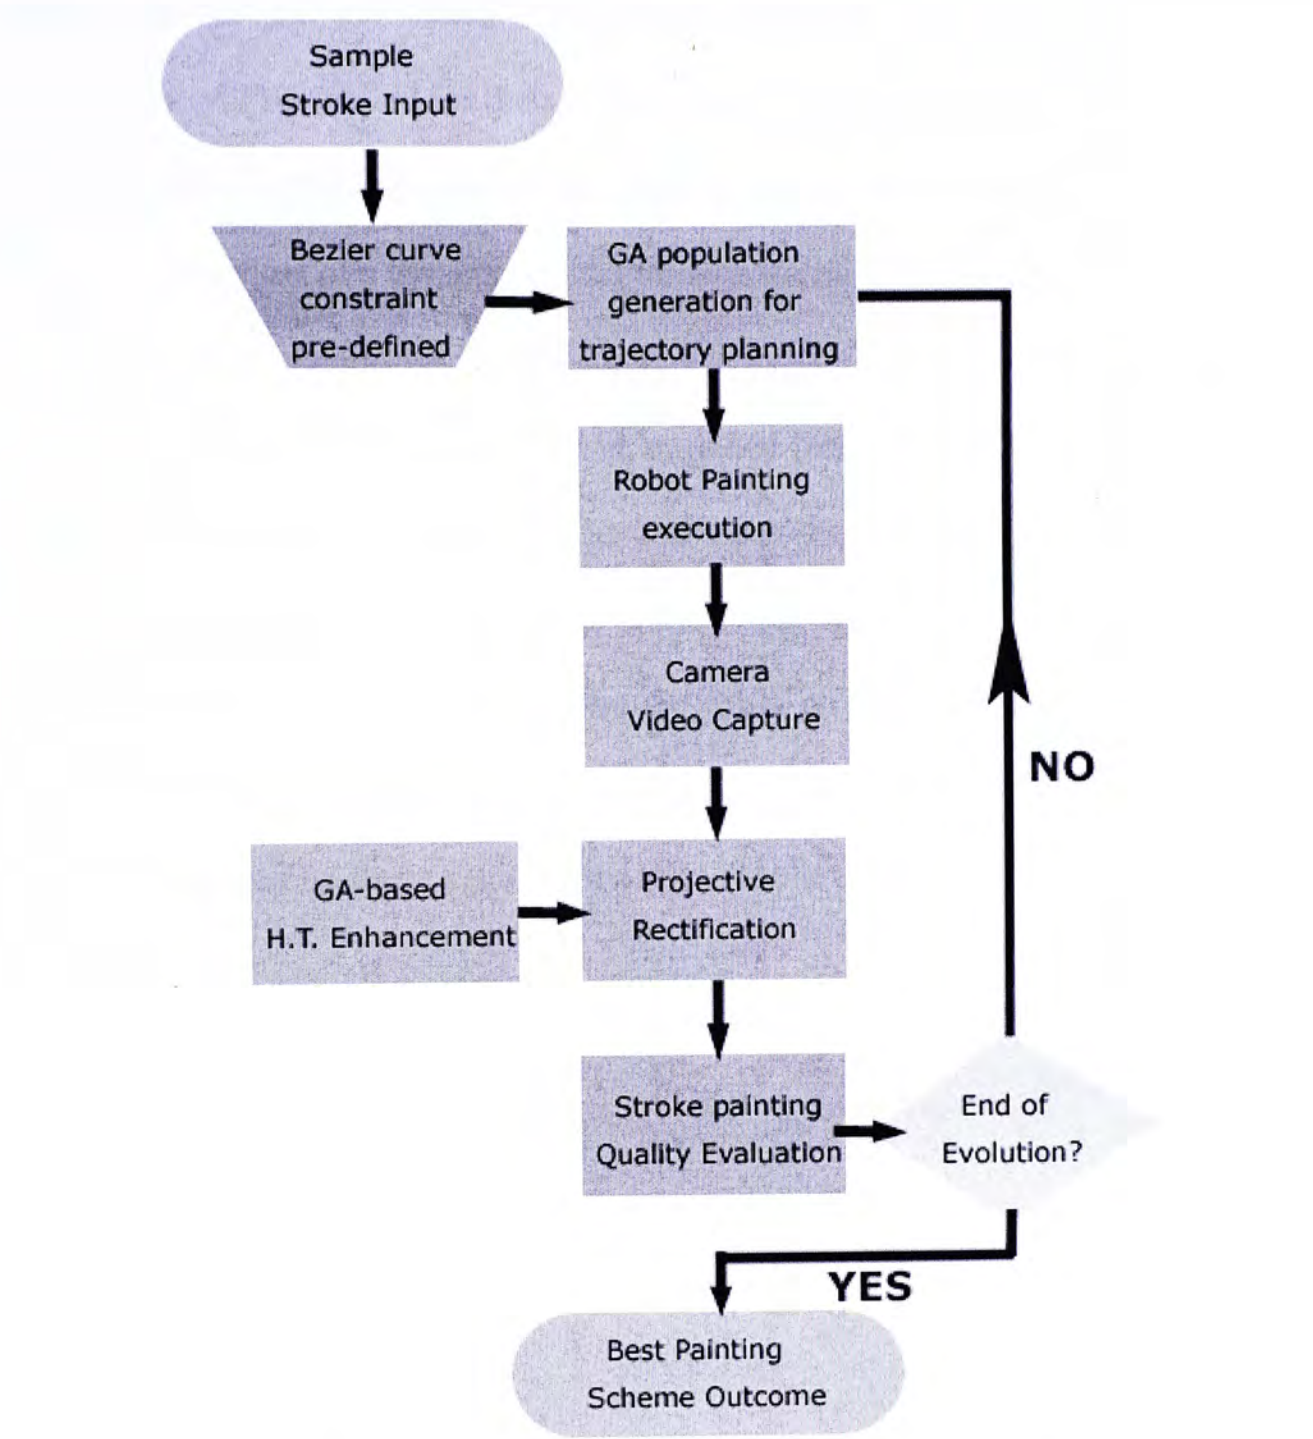 Sample
Stroke Input
Bezier curve
constraint
pre-defined
GA population
generation for
trajectory planning
Robot Painting
execution
Camera
Video Capture
NO
GA-based
H.T. Enhancement
Projective
Rectification
Stroke painting
Quality Evaluation
End of
Evolution?
YES
Best Painting
Scheme Outcome